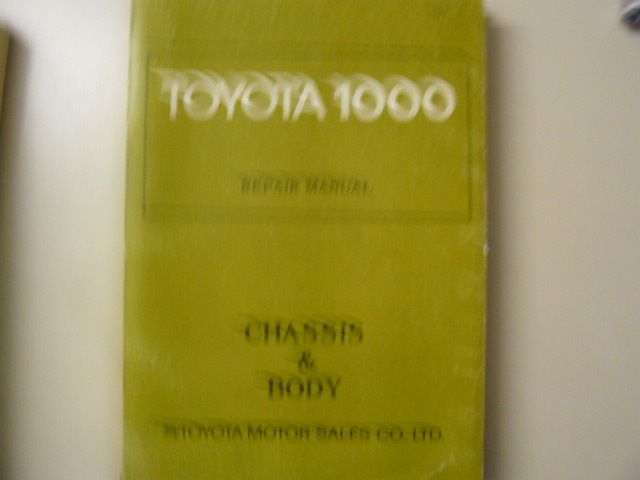 TOYOTA 1000
REPAIR MANUAL
CHASSIS
&
BODY
TOYOTA MOTOR SALES CO. LTD.